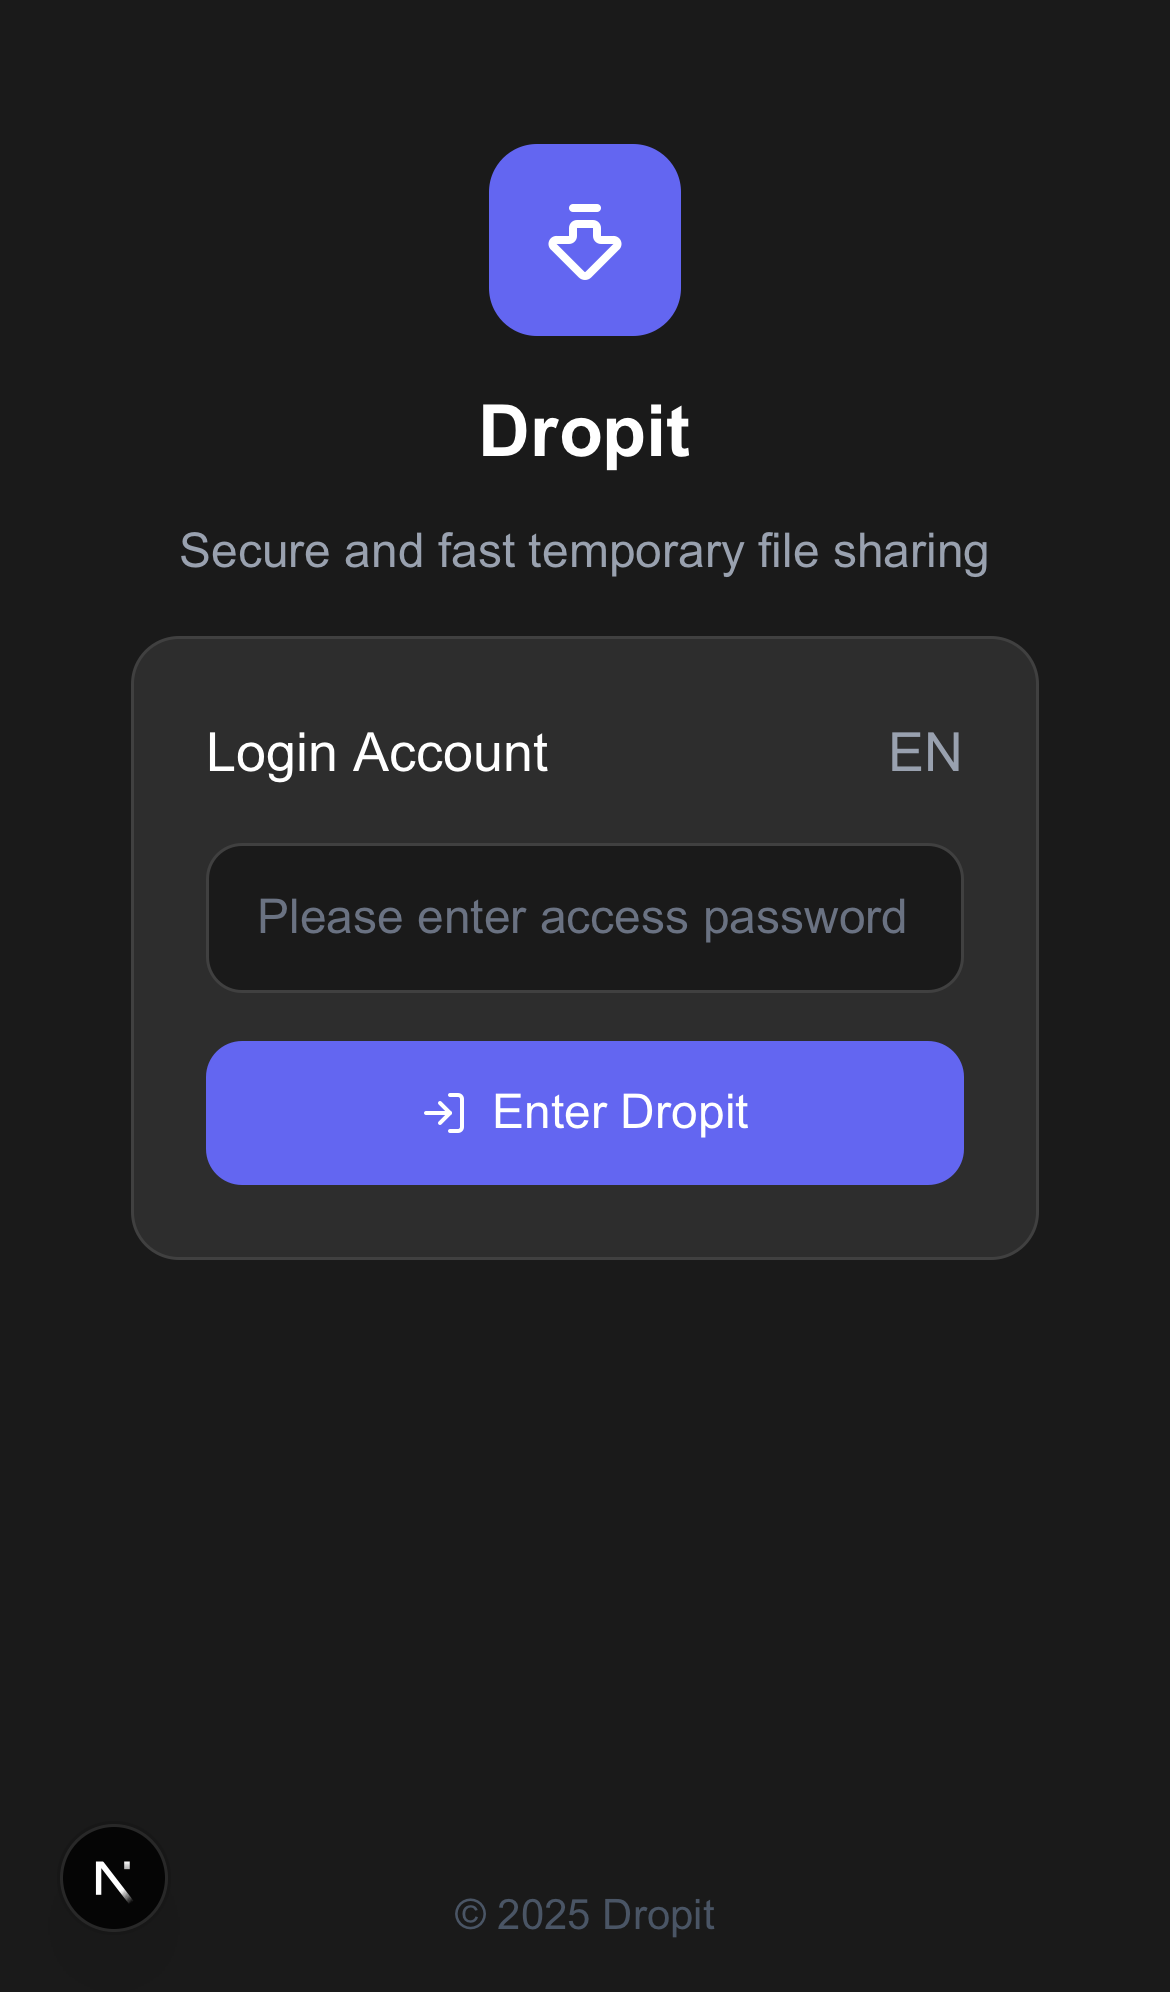 Dropit
Secure and fast temporary file sharing
Login Account
EN
Please enter access password
Enter Dropit
N
© 2025 Dropit